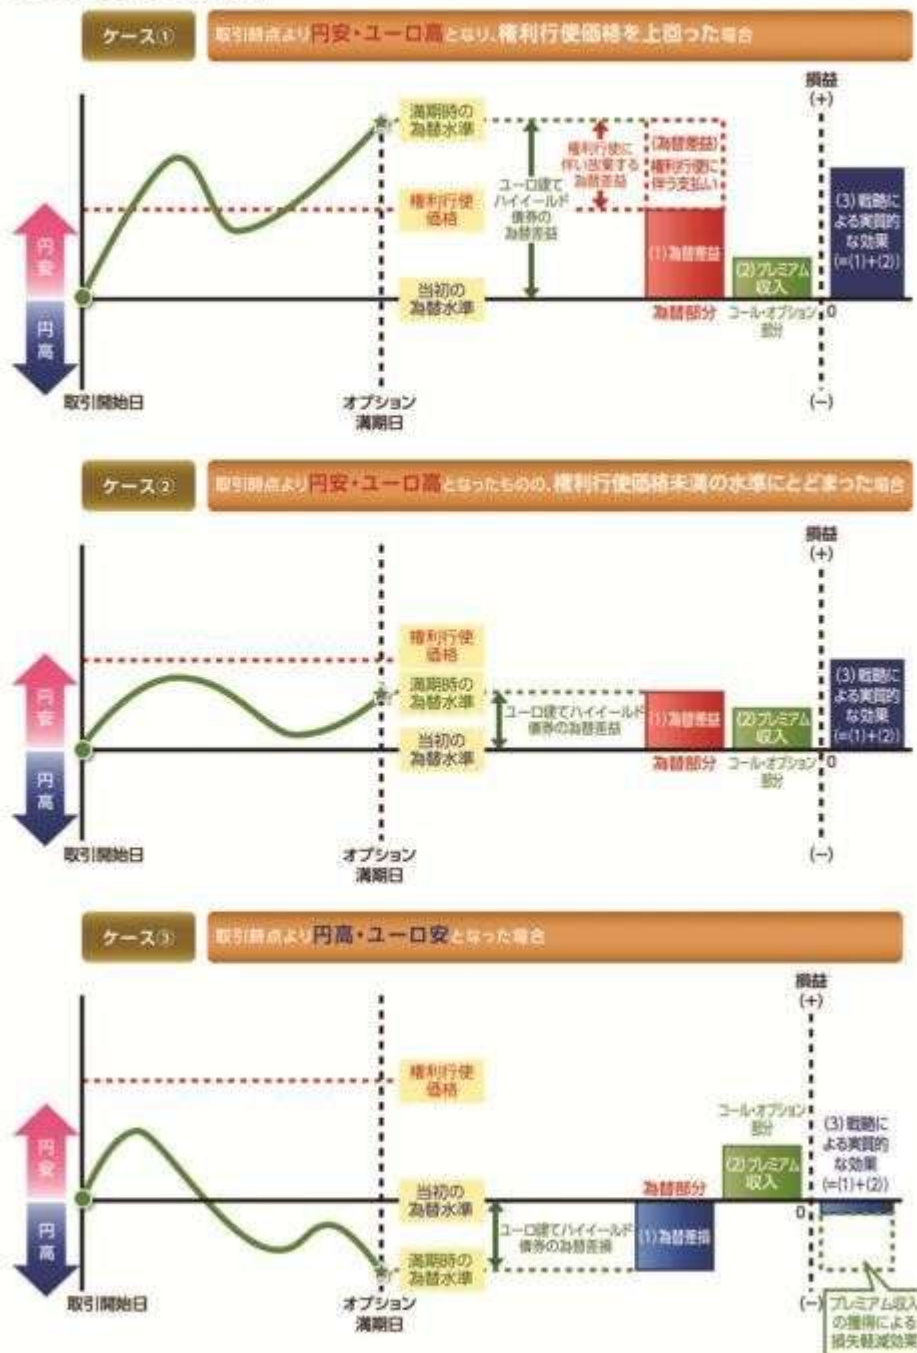 ケース①
取引時点より円安・ユーロ高となり、権利行使価格を上回った場合
損益
(+)
満期時の
為替水準
権利行使に
伴い放棄する
為替差益
(為替差益)
権利行使に
伴う支払い
ユーロ建て
ハイイールド
債券の
為替差益
権利行使
価格
(1)為替差益
(2)プレミアム
収入
(3)戦略に
よる実質的
な効果
(=(1)+(2))
円安
円高
当初の
為替水準
為替部分
コール・オプション
部分
0
取引開始日
オプション
満期日
(−)
ケース②
取引時点より円安・ユーロ高となったものの、権利行使価格未満の水準にとどまった場合
損益
(+)
権利行使
価格
満期時の
為替水準
ユーロ建てハイイールド
債券の為替差益
(1)為替差益
(2)プレミアム
収入
(3)戦略に
よる実質的
な効果
(=(1)+(2))
円安
円高
当初の
為替水準
為替部分
コール・オプション
部分
0
取引開始日
オプション
満期日
(−)
ケース③
取引時点より円高・ユーロ安となった場合
損益
(+)
権利行使
価格
コール・オプション
部分
(2)プレミアム
収入
(3)戦略に
よる実質的
な効果
(=(1)+(2))
円安
円高
当初の
為替水準
為替部分
0
ユーロ建てハイイールド
債券の為替差損
(1)為替差損
満期時の
為替水準
取引開始日
オプション
満期日
(−)
プレミアム収入
の獲得による
損失軽減効果